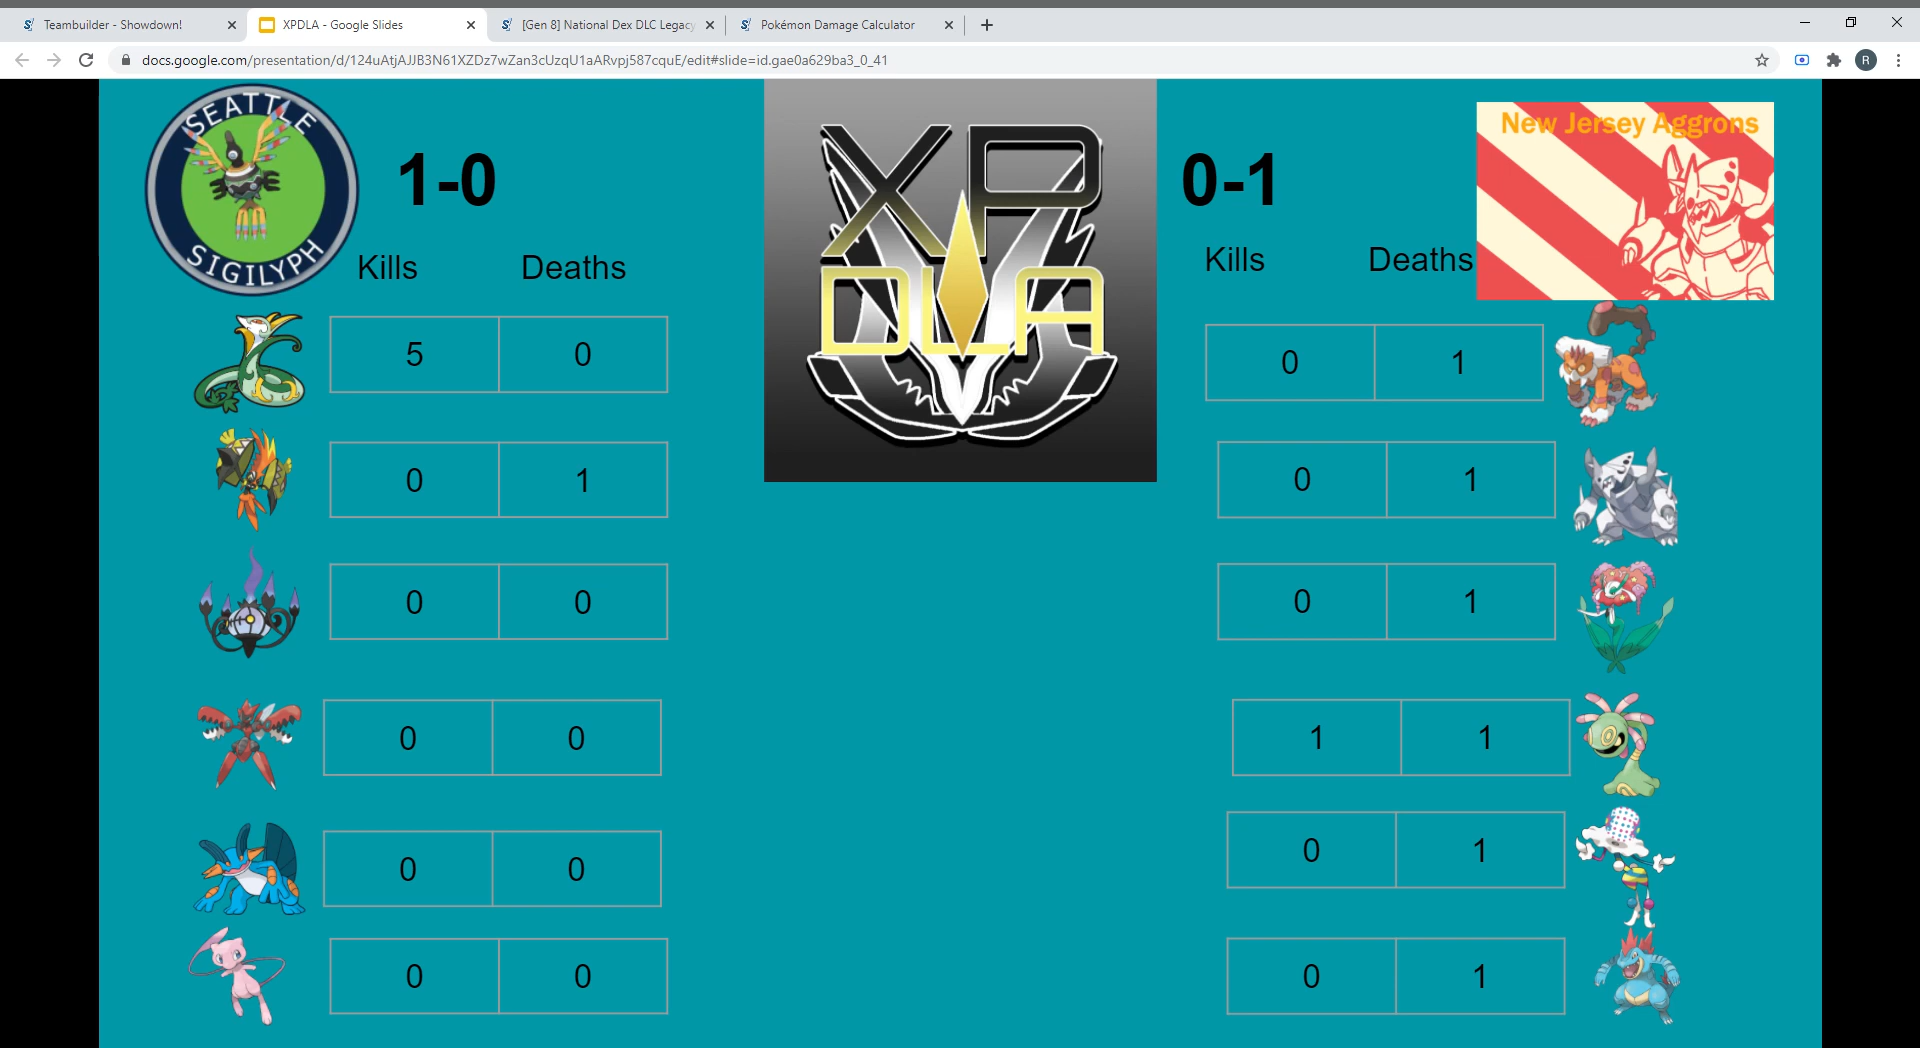 Teambuilder - Showdown!
XPDLA - Google Slides
[Gen 8] National Dex DLC Legacy
Pokémon Damage Calculator
docs.google.com/presentation/d/124uAtjAJJB3N61XZDz7wZan3cUzqU1aARvpj587cquE/edit#slide=id.gae0a629ba3_0_41
R
SEATTLE
SIGILYPH
1-0
XP
DLA
0-1
New Jersey Aggrons
Kills Deaths
Kills Deaths
5 0
0 1
0 1
0 1
0 0
0 1
0 0
1 1
0 0
0 1
0 0
0 1